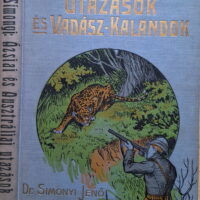 UTAZÁSOK
ÉS VADÁSZ-KALANDOK
DR. SIMONYI JENŐ
Simonyi: Ázsiai és Ausztráliai utazások